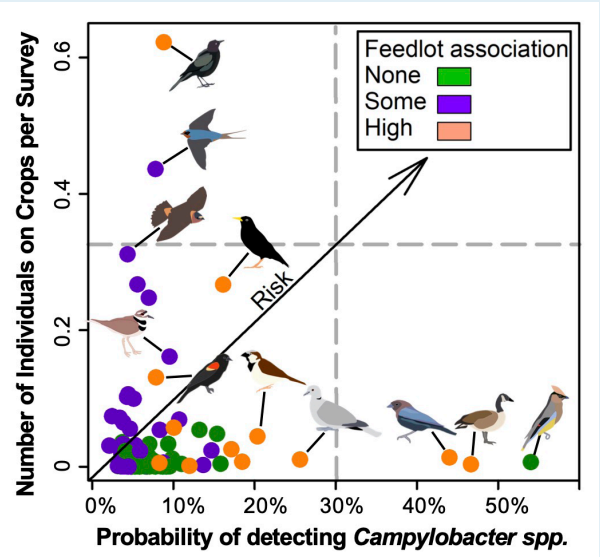 Number of Individuals on Crops per Survey
0.6
0.4
0.2
0
Feedlot association
None
Some
High
Risk
0% 10% 20% 30% 40% 50%
Probability of detecting Campylobacter spp.